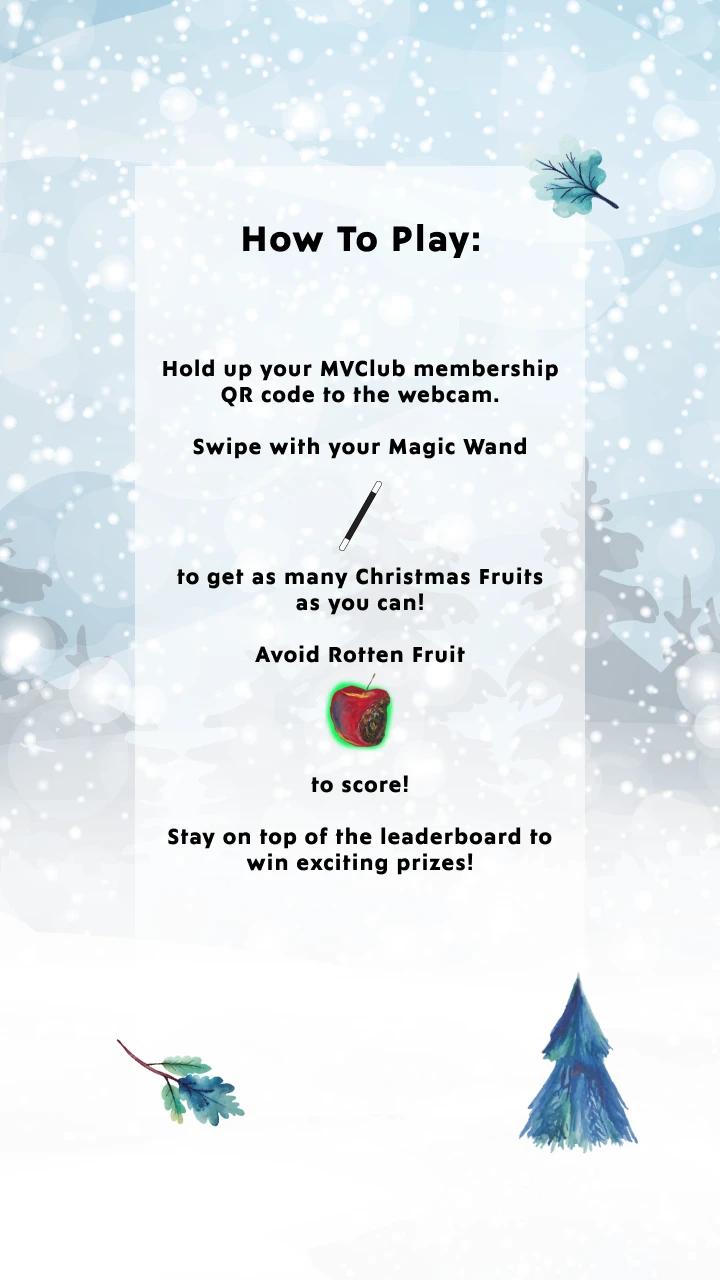 How To Play:
Hold up your MVClub membership
QR code to the webcam.
Swipe with your Magic Wand
to get as many Christmas Fruits
as you can!
Avoid Rotten Fruit
to score!
Stay on top of the leaderboard to
win exciting prizes!